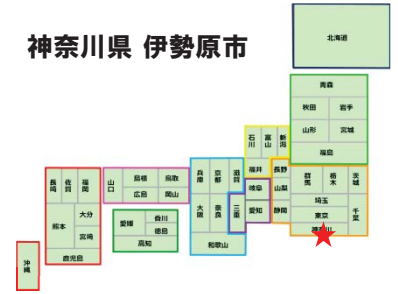 神奈川県 伊勢原市
北海道
青森
秋田 岩手
山形 宮城
福島
石川 富山 新潟
福井 長野
岐阜 山梨
愛知 静岡
群馬 栃木 茨城
埼玉
東京 千葉
神奈川
兵庫 京都 滋賀
大阪 奈良 三重
和歌山
山口 島根 鳥取
広島 岡山
愛媛 香川
徳島
高知
長崎 佐賀 福岡
熊本 大分
宮崎
鹿児島
沖縄